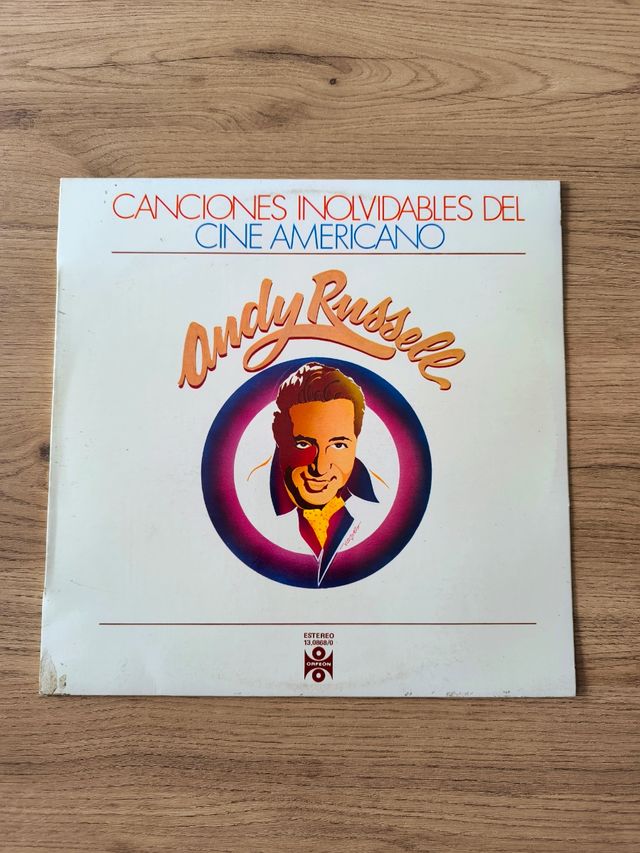 CANCIONES INOLVIDABLES DEL
CINE AMERICANO
Andy Russell
ESTEREO
13.0868/0
ORFEON